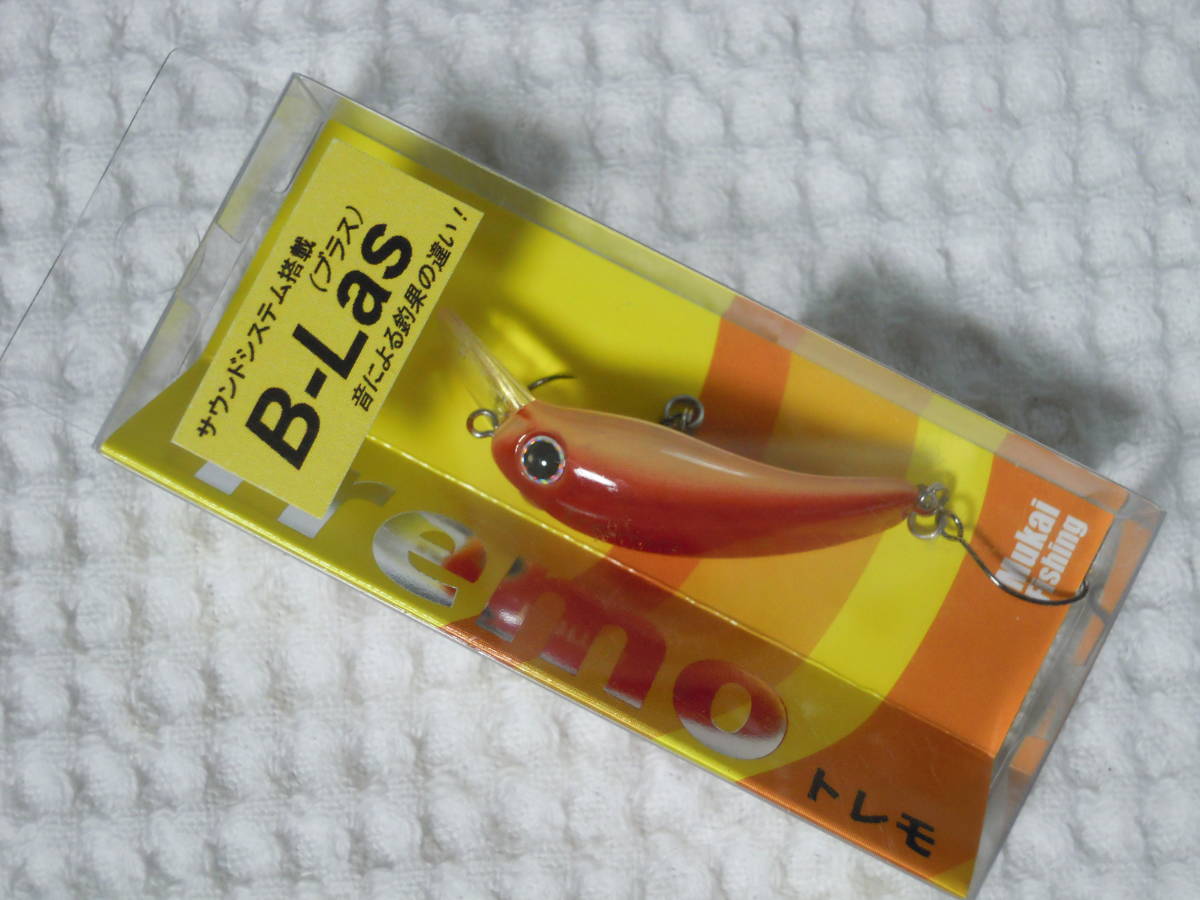 サウンドシステム搭載
(ブラス)
B-Las
音による釣果の違い!
Tremo
トレモ
Mukai
Fishing